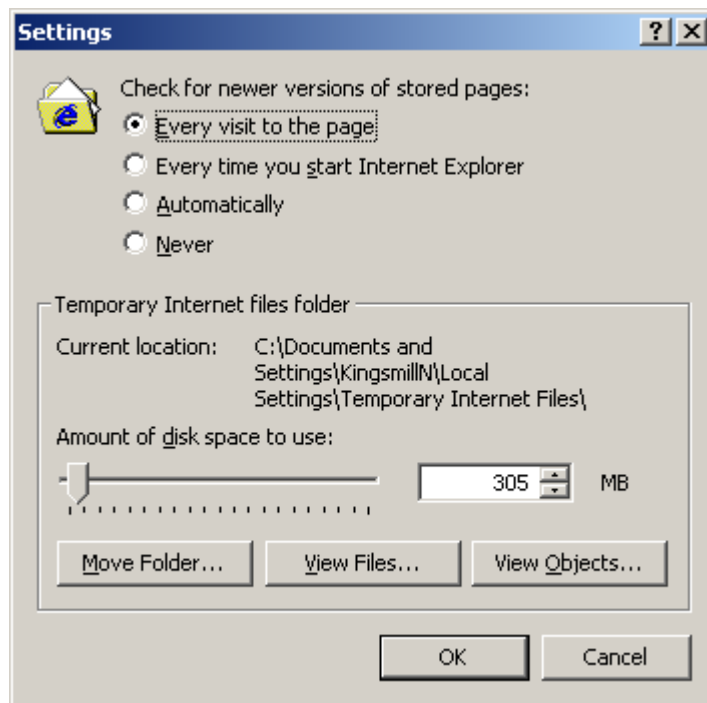 Settings
Check for newer versions of stored pages:
Every visit to the page
Every time you start Internet Explorer
Automatically
Never
Temporary Internet files folder
Current location: C:\Documents and
Settings\KingsmillN\Local
Settings\Temporary Internet Files\
Amount of disk space to use:
305 MB
Move Folder... View Files... View Objects...
OK Cancel